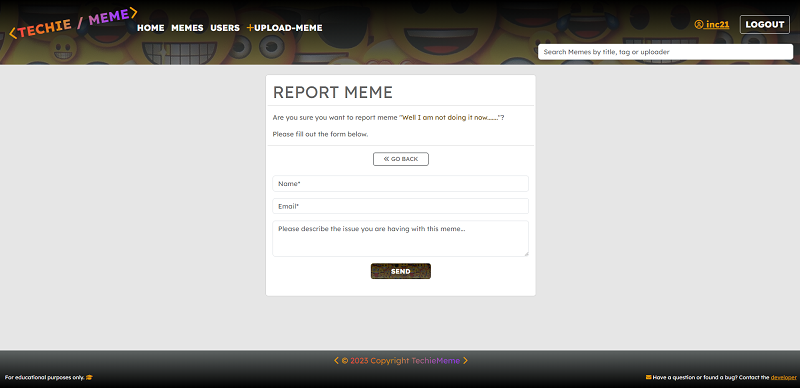 <TECHIE / MEME>
HOME MEMES USERS +UPLOAD-MEME
inc21 LOGOUT
Search Memes by title, tag or uploader
REPORT MEME
Are you sure you want to report meme "Well I am not doing it now......."?
Please fill out the form below.
« GO BACK
Name*
Email*
Please describe the issue you are having with this meme...
SEND
< © 2023 Copyright TechieMeme >
For educational purposes only.
Have a question or found a bug? Contact the developer